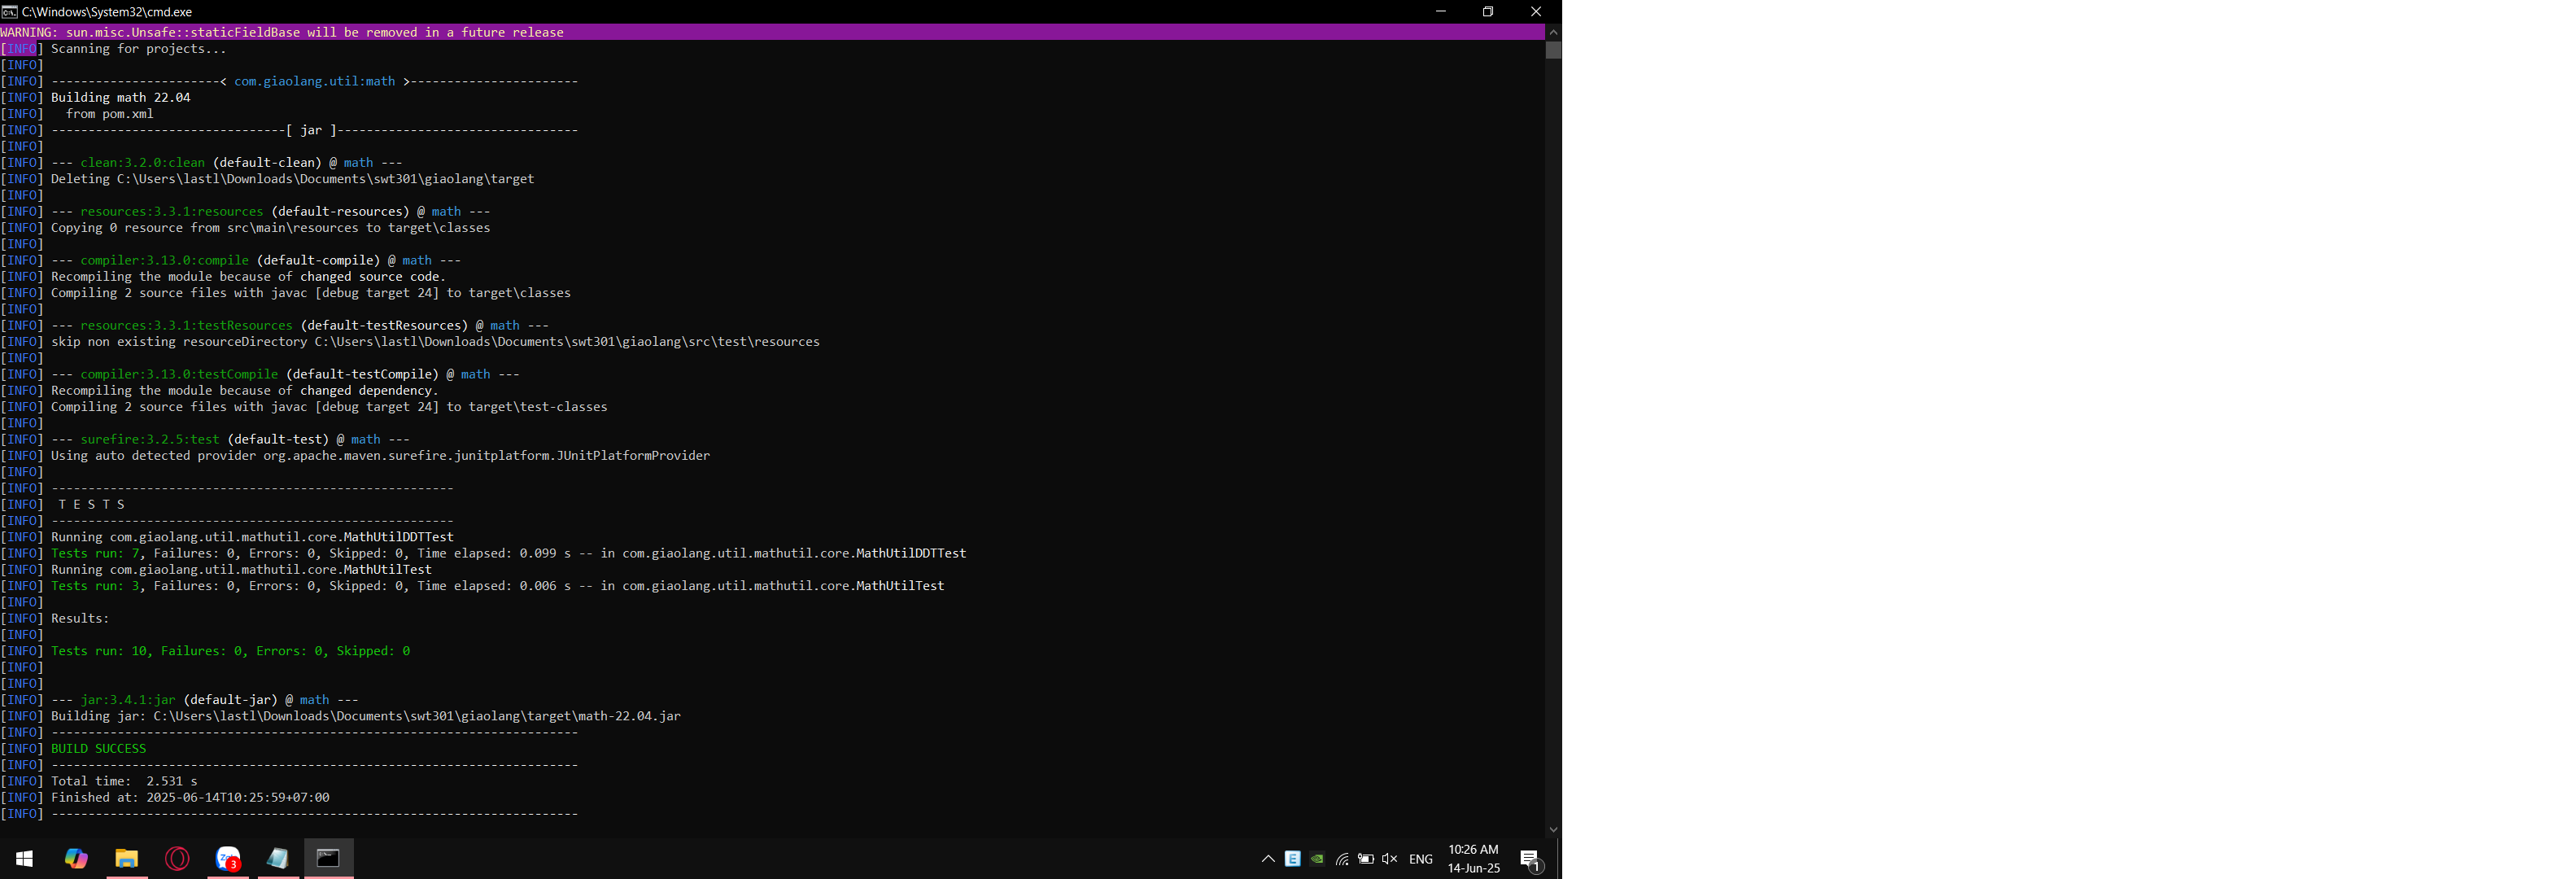 C:\Windows\System32\cmd.exe
WARNING: sun.misc.Unsafe::staticFieldBase will be removed in a future release
[INFO] Scanning for projects...
[INFO]
[INFO] -----------------------< com.giaolang.util:math >-----------------------
[INFO] Building math 22.04
[INFO]   from pom.xml
[INFO] --------------------------------[ jar ]---------------------------------
[INFO]
[INFO] --- clean:3.2.0:clean (default-clean) @ math ---
[INFO] Deleting C:\Users\lastl\Downloads\Documents\swt301\giaolang\target
[INFO]
[INFO] --- resources:3.3.1:resources (default-resources) @ math ---
[INFO] Copying 0 resource from src\main\resources to target\classes
[INFO]
[INFO] --- compiler:3.13.0:compile (default-compile) @ math ---
[INFO] Recompiling the module because of changed source code.
[INFO] Compiling 2 source files with javac [debug target 24] to target\classes
[INFO]
[INFO] --- resources:3.3.1:testResources (default-testResources) @ math ---
[INFO] skip non existing resourceDirectory C:\Users\lastl\Downloads\Documents\swt301\giaolang\src\test\resources
[INFO]
[INFO] --- compiler:3.13.0:testCompile (default-testCompile) @ math ---
[INFO] Recompiling the module because of changed dependency.
[INFO] Compiling 2 source files with javac [debug target 24] to target\test-classes
[INFO]
[INFO] --- surefire:3.2.5:test (default-test) @ math ---
[INFO] Using auto detected provider org.apache.maven.surefire.junitplatform.JUnitPlatformProvider
[INFO]
[INFO] -------------------------------------------------------
[INFO]  T E S T S
[INFO] -------------------------------------------------------
[INFO] Running com.giaolang.util.mathutil.core.MathUtilDDTTest
[INFO] Tests run: 7, Failures: 0, Errors: 0, Skipped: 0, Time elapsed: 0.099 s -- in com.giaolang.util.mathutil.core.MathUtilDDTTest
[INFO] Running com.giaolang.util.mathutil.core.MathUtilTest
[INFO] Tests run: 3, Failures: 0, Errors: 0, Skipped: 0, Time elapsed: 0.006 s -- in com.giaolang.util.mathutil.core.MathUtilTest
[INFO]
[INFO] Results:
[INFO]
[INFO] Tests run: 10, Failures: 0, Errors: 0, Skipped: 0
[INFO]
[INFO]
[INFO] --- jar:3.4.1:jar (default-jar) @ math ---
[INFO] Building jar: C:\Users\lastl\Downloads\Documents\swt301\giaolang\target\math-22.04.jar
[INFO] ------------------------------------------------------------------------
[INFO] BUILD SUCCESS
[INFO] ------------------------------------------------------------------------
[INFO] Total time:  2.531 s
[INFO] Finished at: 2025-06-14T10:25:59+07:00
[INFO] ------------------------------------------------------------------------
3
E
ENG
10:26 AM
14-Jun-25
1